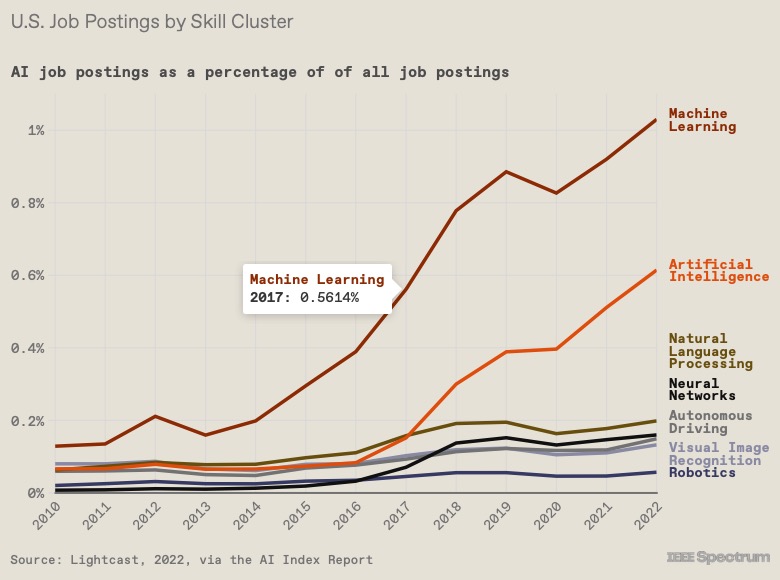 U.S. Job Postings by Skill Cluster
AI job postings as a percentage of of all job postings
1%
0.8%
0.6%
0.4%
0.2%
0%
Machine Learning
2017: 0.5614%
Machine
Learning
Artificial
Intelligence
Natural
Language
Processing
Neural
Networks
Autonomous
Driving
Visual Image
Recognition
Robotics
2010
2011
2012
2013
2014
2015
2016
2017
2018
2019
2020
2021
2022
Source: Lightcast, 2022, via the AI Index Report
IEEE Spectrum